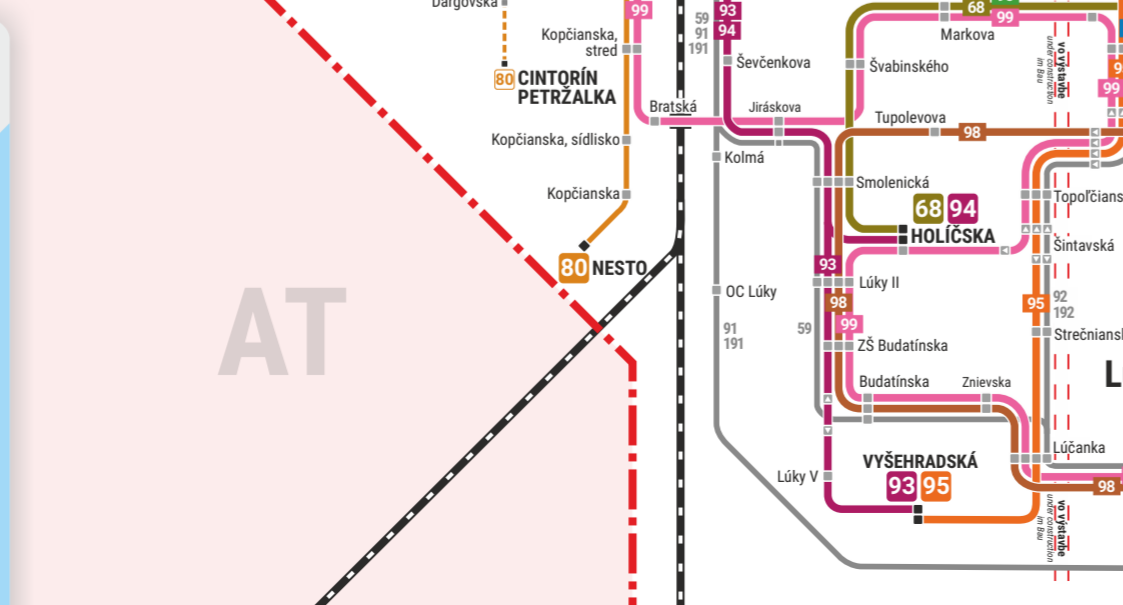 Dargovská
99
93
59
91
191
94
68
99
Markova
Kopčianska,
stred
Ševčenkova
Švabinského
vo výstavbe
under construction
im Bau
80 CINTORÍN
PETRŽALKA
99
Bratská
Jiráskova
Tupolevova
98
Kopčianska, sídlisko
Kolmá
Kopčianska
Smolenická
68 94
HOLÍČSKA
Šintavská
80 NESTO
93
Lúky II
OC Lúky
98
95
92
192
AT
91
191
59
99
ZŠ Budatínska
Budatínska
Znievska
Lúčanka
VYŠEHRADSKÁ
93 95
Lúky V
98
vo výstavbe
under construction
im Bau